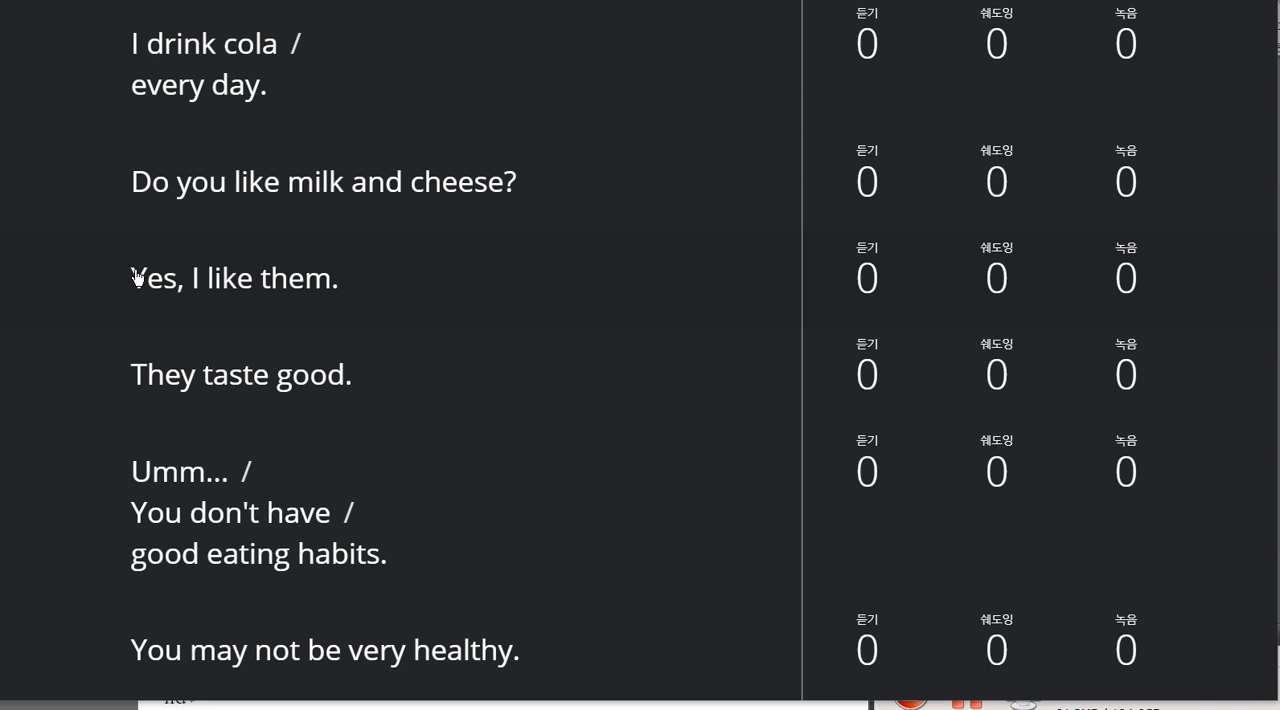 듣기 쉐도잉 녹음
I drink cola / 0 0 0
every day.
듣기 쉐도잉 녹음
Do you like milk and cheese? 0 0 0
듣기 쉐도잉 녹음
Yes, I like them. 0 0 0
듣기 쉐도잉 녹음
They taste good. 0 0 0
듣기 쉐도잉 녹음
Umm... / 0 0 0
You don't have /
good eating habits.
듣기 쉐도잉 녹음
You may not be very healthy. 0 0 0